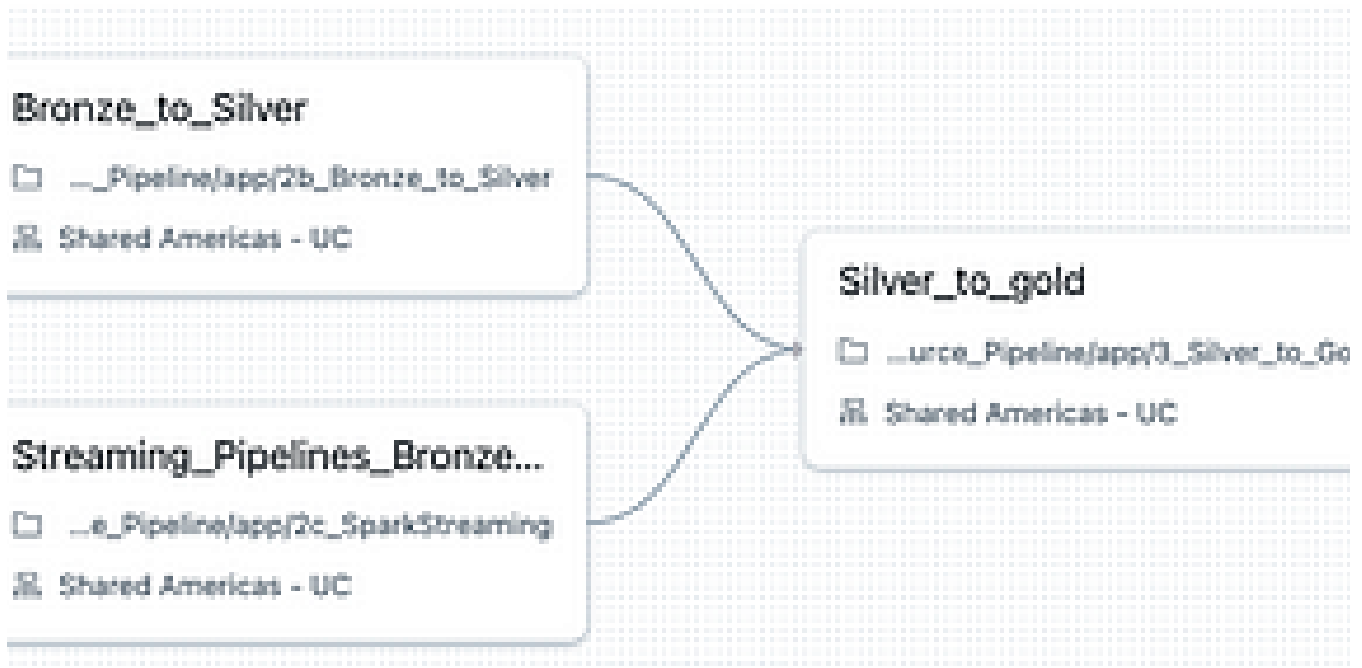 Bronze_to_Silver
..._Pipeline/app/2b_Bronze_to_Silver
Shared Americas - UC
Streaming_Pipelines_Bronze...
...e_Pipeline/app/2c_SparkStreaming
Shared Americas - UC
Silver_to_gold
...urce_Pipeline/app/3_Silver_to_Go
Shared Americas - UC